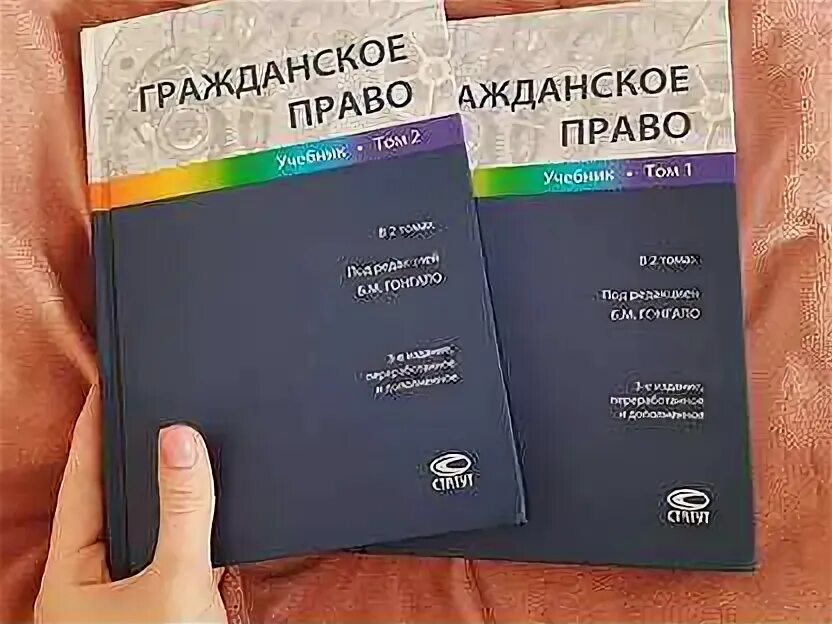 ГРАЖДАНСКОЕ
ПРАВО
Учебник • Том 2
В 2 томах
Под редакцией
Б.М. ГОНГАЛО
3-е издание,
переработанное
и дополненное
СТАТУТ
АЖДАНСКОЕ
ПРАВО
Учебник • Том 1
В 2 томах
Под редакцией
Б.М. ГОНГАЛО
3-е издание,
переработанное
и дополненное
СТАТУТ